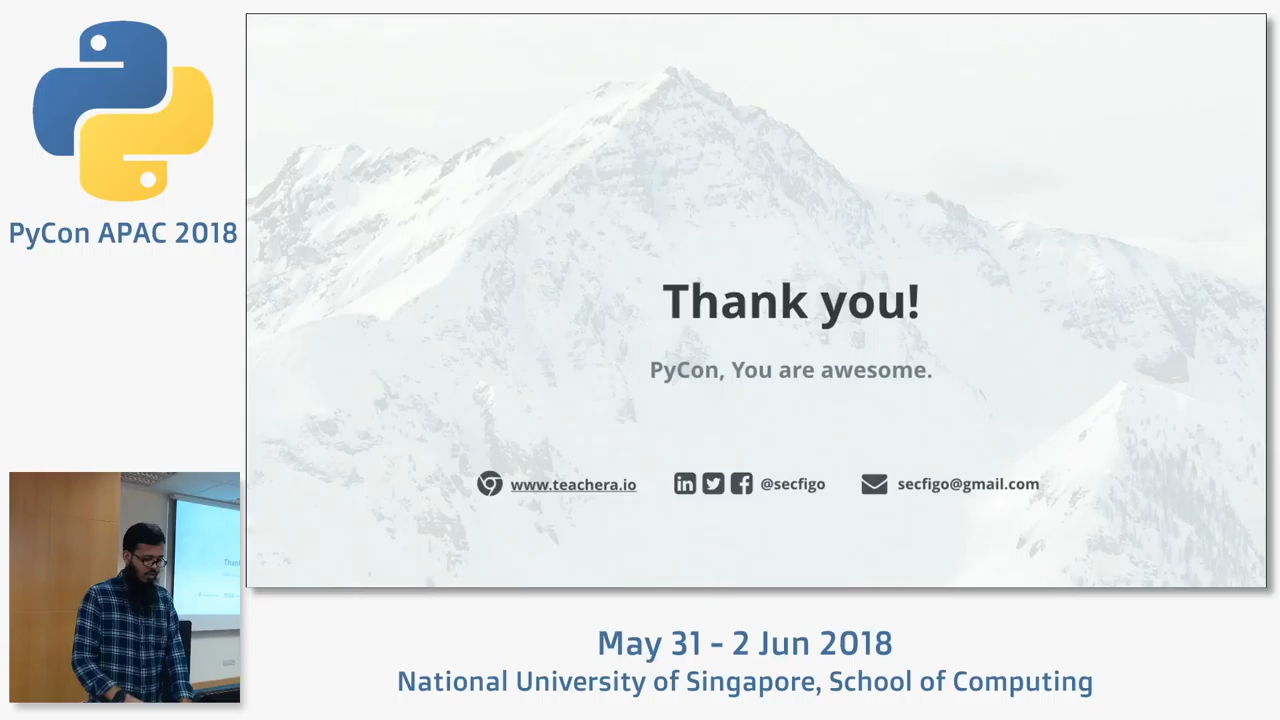 PyCon APAC 2018
Thank you!
PyCon, You are awesome.
www.teachera.io @secfigo secfigo@gmail.com
May 31 - 2 Jun 2018
National University of Singapore, School of Computing